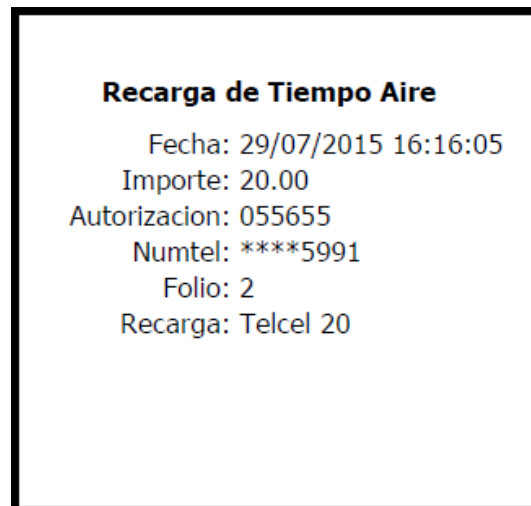 Recarga de Tiempo Aire
Fecha: 29/07/2015 16:16:05
Importe: 20.00
Autorizacion: 055655
Numtel: ****5991
Folio: 2
Recarga: Telcel 20